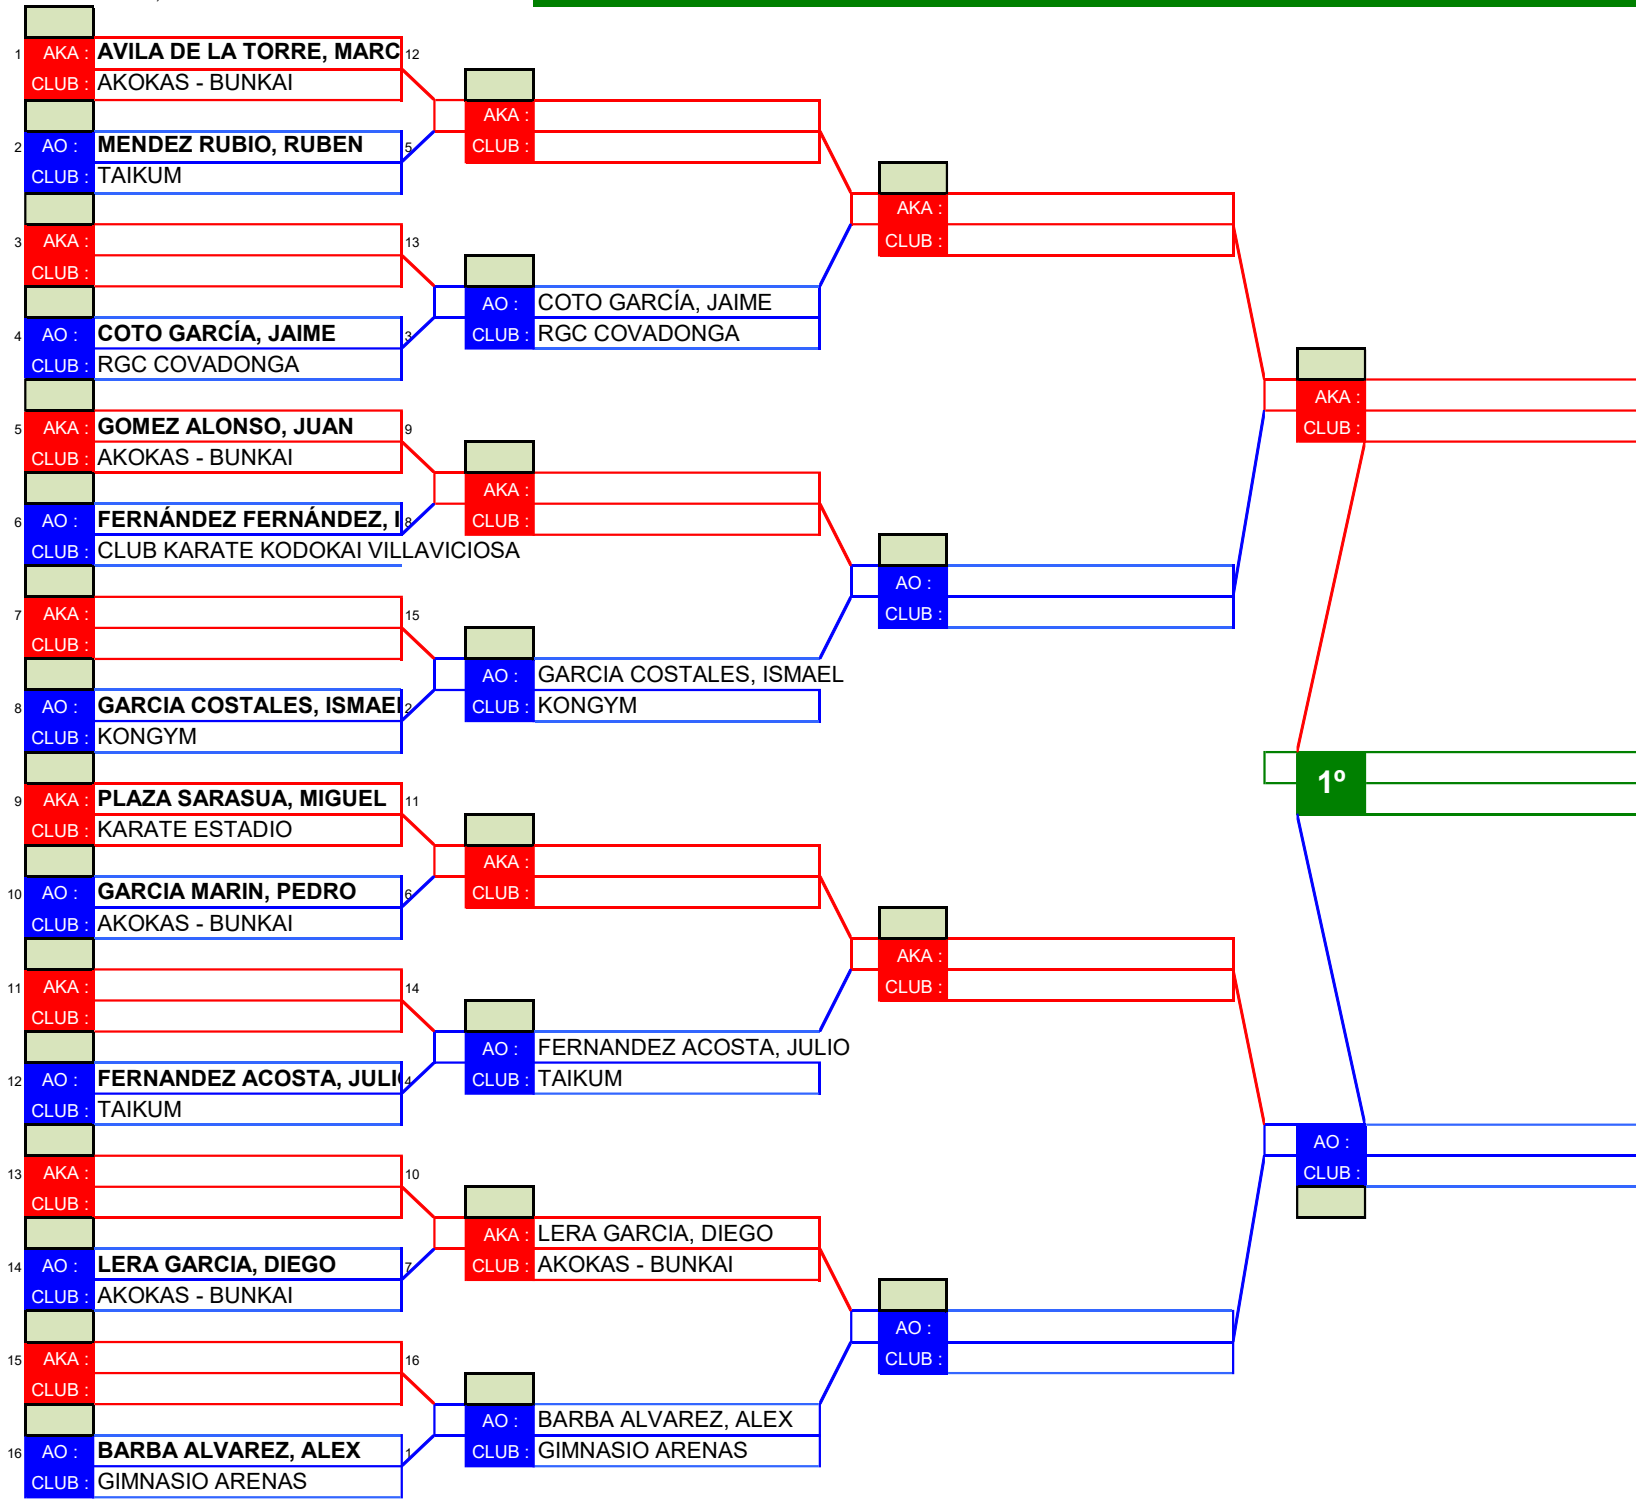 1 AKA : AVILA DE LA TORRE, MARC 12
CLUB : AKOKAS - BUNKAI
AKA :
CLUB :
2 AO : MENDEZ RUBIO, RUBEN 5
CLUB : TAIKUM
AKA :
CLUB :
3 AKA : 13
CLUB :
AO : COTO GARCÍA, JAIME
CLUB : RGC COVADONGA
4 AO : COTO GARCÍA, JAIME 3
CLUB : RGC COVADONGA
AKA :
CLUB :
5 AKA : GOMEZ ALONSO, JUAN 9
CLUB : AKOKAS - BUNKAI
AKA :
CLUB :
6 AO : FERNÁNDEZ FERNÁNDEZ, I 8
CLUB : CLUB KARATE KODOKAI VILLAVICIOSA
AO :
CLUB :
7 AKA : 15
CLUB :
AO : GARCIA COSTALES, ISMAEL
CLUB : KONGYM
8 AO : GARCIA COSTALES, ISMAEL 2
CLUB : KONGYM
1º
9 AKA : PLAZA SARASUA, MIGUEL 11
CLUB : KARATE ESTADIO
AKA :
CLUB :
10 AO : GARCIA MARIN, PEDRO 6
CLUB : AKOKAS - BUNKAI
AKA :
CLUB :
11 AKA : 14
CLUB :
AO : FERNANDEZ ACOSTA, JULIO
CLUB : TAIKUM
12 AO : FERNANDEZ ACOSTA, JULIO 4
CLUB : TAIKUM
AO :
CLUB :
13 AKA : 10
CLUB :
AKA : LERA GARCIA, DIEGO
CLUB : AKOKAS - BUNKAI
14 AO : LERA GARCIA, DIEGO 7
CLUB : AKOKAS - BUNKAI
AO :
CLUB :
15 AKA : 16
CLUB :
AO : BARBA ALVAREZ, ALEX
CLUB : GIMNASIO ARENAS
16 AO : BARBA ALVAREZ, ALEX 1
CLUB : GIMNASIO ARENAS